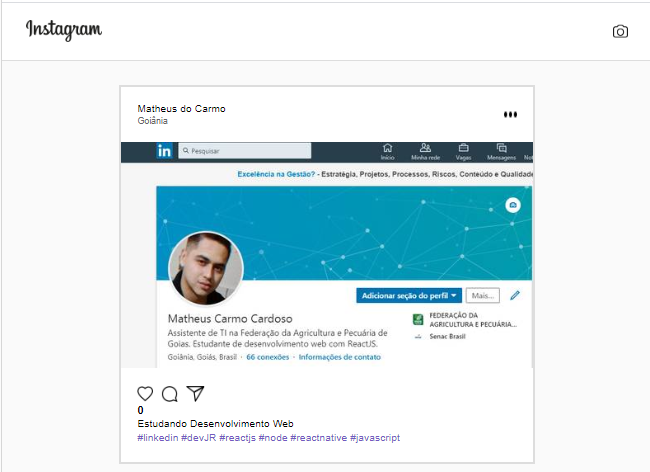 Instagram
Matheus do Carmo
Goiânia
Pesquisar
Início Minha rede Vagas Mensagens Not
Excelência na Gestão? - Estratégia, Projetos, Processos, Riscos, Conteúdo e Qualidade
Adicionar seção do perfil Mais...
Matheus Carmo Cardoso
Assistente de TI na Federação da Agricultura e Pecuária de
Goias. Estudante de desenvolvimento web com ReactJS.
Goiânia, Goiás, Brasil · 66 conexões · Informações de contato
FEDERAÇÃO DA
AGRICULTURA E PECUÁRIA...
Senac Brasil
0
Estudando Desenvolvimento Web
#linkedin #devJR #reactjs #node #reactnative #javascript